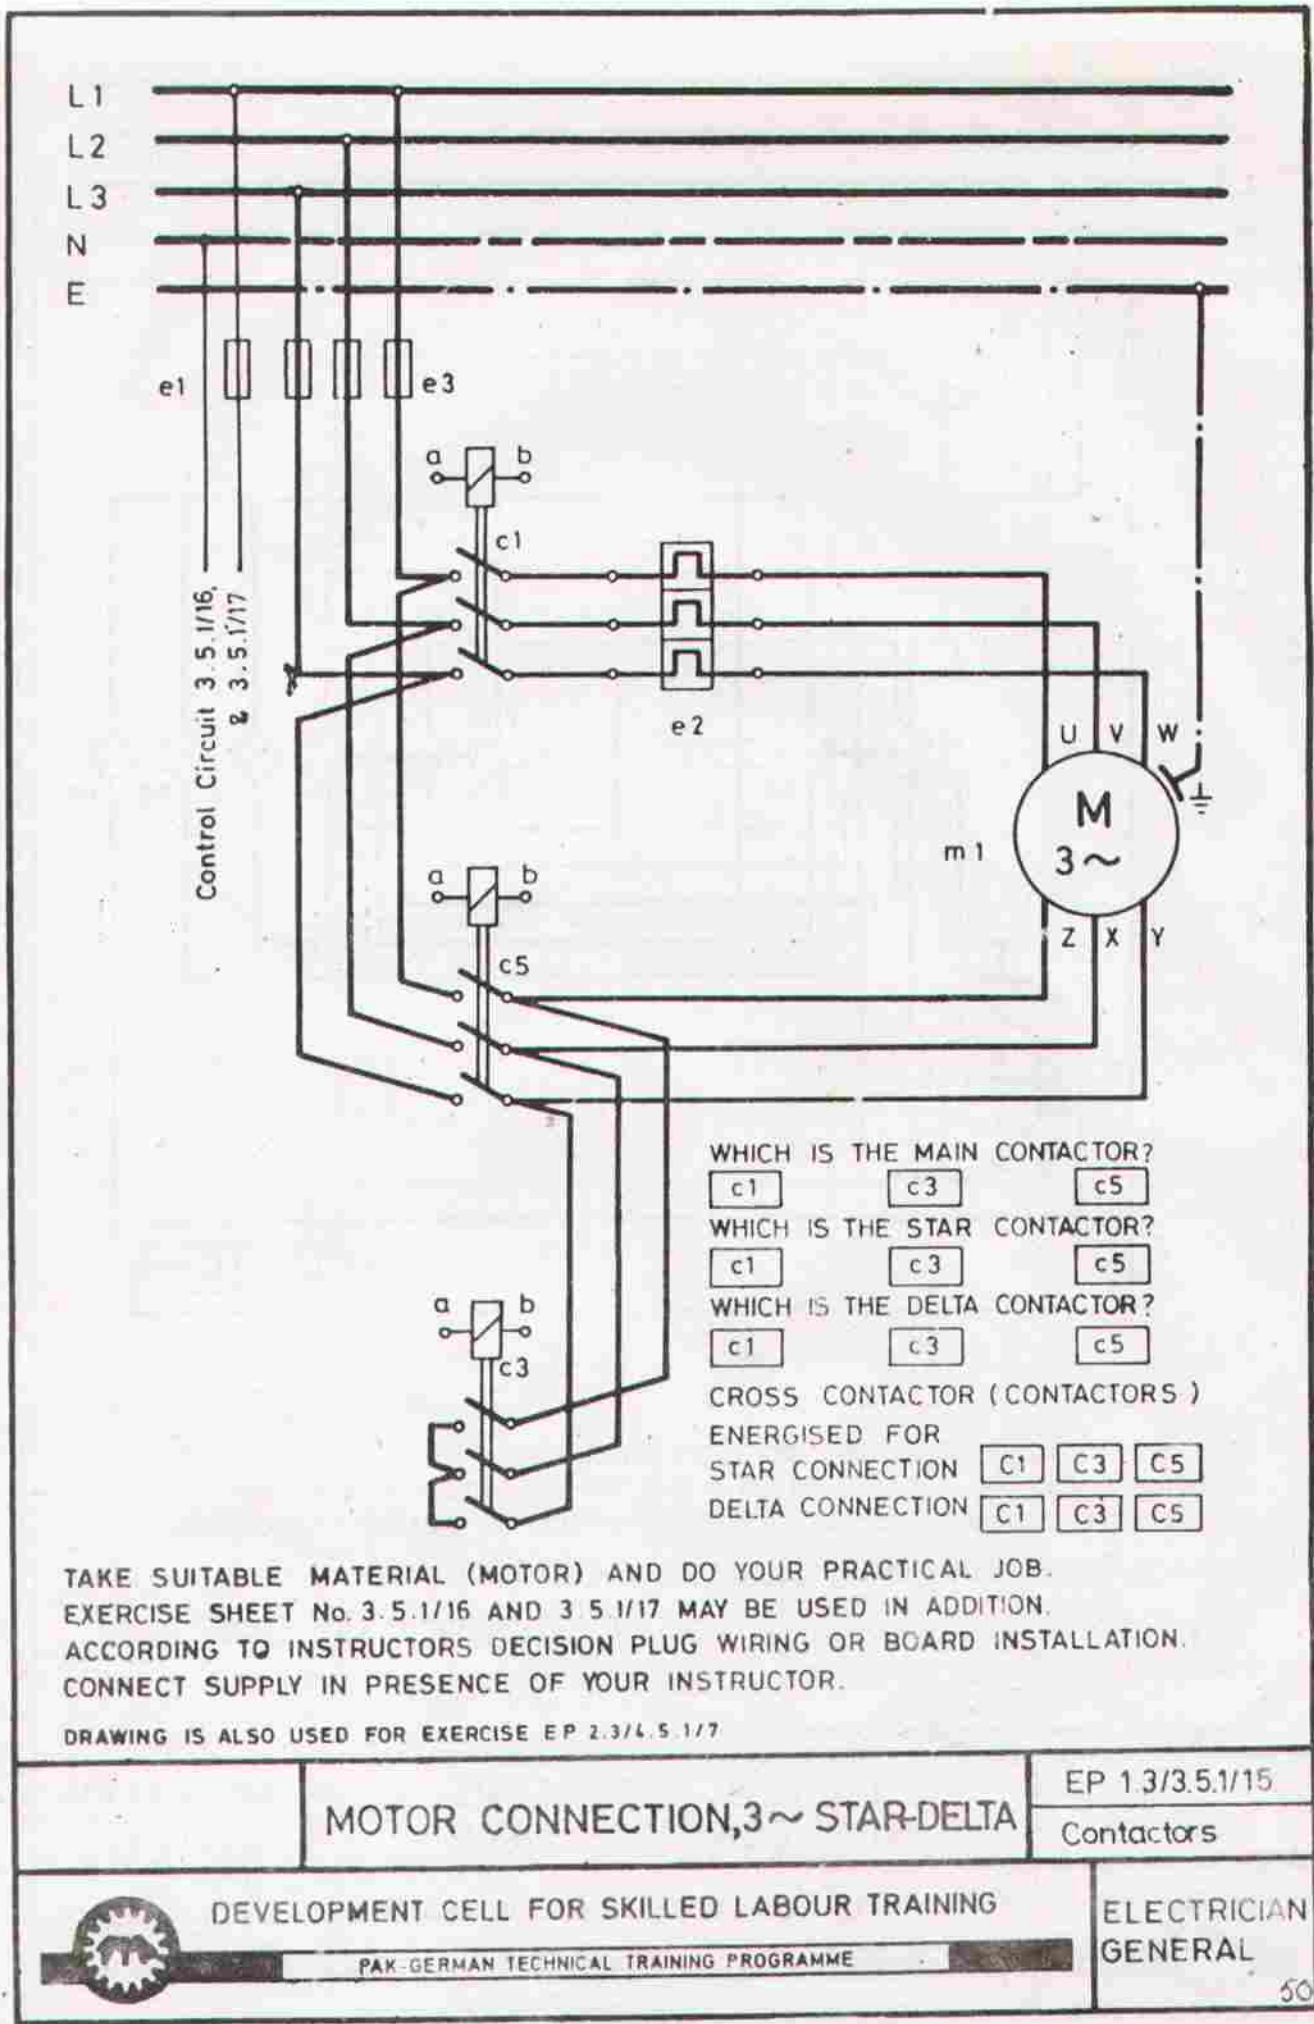 L1
L2
L3
N
E
e1
e3
a b
c1
Control Circuit 3.5.1/16,
& 3.5.1/17
e2
U V W
M
3~
m1
Z X Y
a b
c5
WHICH IS THE MAIN CONTACTOR?
c1 c3 c5
WHICH IS THE STAR CONTACTOR?
c1 c3 c5
WHICH IS THE DELTA CONTACTOR?
c1 c3 c5
a b
c3
CROSS CONTACTOR (CONTACTORS)
ENERGISED FOR
STAR CONNECTION C1 C3 C5
DELTA CONNECTION C1 C3 C5
TAKE SUITABLE MATERIAL (MOTOR) AND DO YOUR PRACTICAL JOB.
EXERCISE SHEET No. 3.5.1/16 AND 3.5.1/17 MAY BE USED IN ADDITION.
ACCORDING TO INSTRUCTORS DECISION PLUG WIRING OR BOARD INSTALLATION.
CONNECT SUPPLY IN PRESENCE OF YOUR INSTRUCTOR.
DRAWING IS ALSO USED FOR EXERCISE EP 2.3/4.5.1/7
MOTOR CONNECTION,3~ STAR-DELTA
EP 1.3/3.5.1/15
Contactors
DEVELOPMENT CELL FOR SKILLED LABOUR TRAINING
PAK-GERMAN TECHNICAL TRAINING PROGRAMME
ELECTRICIAN
GENERAL
50